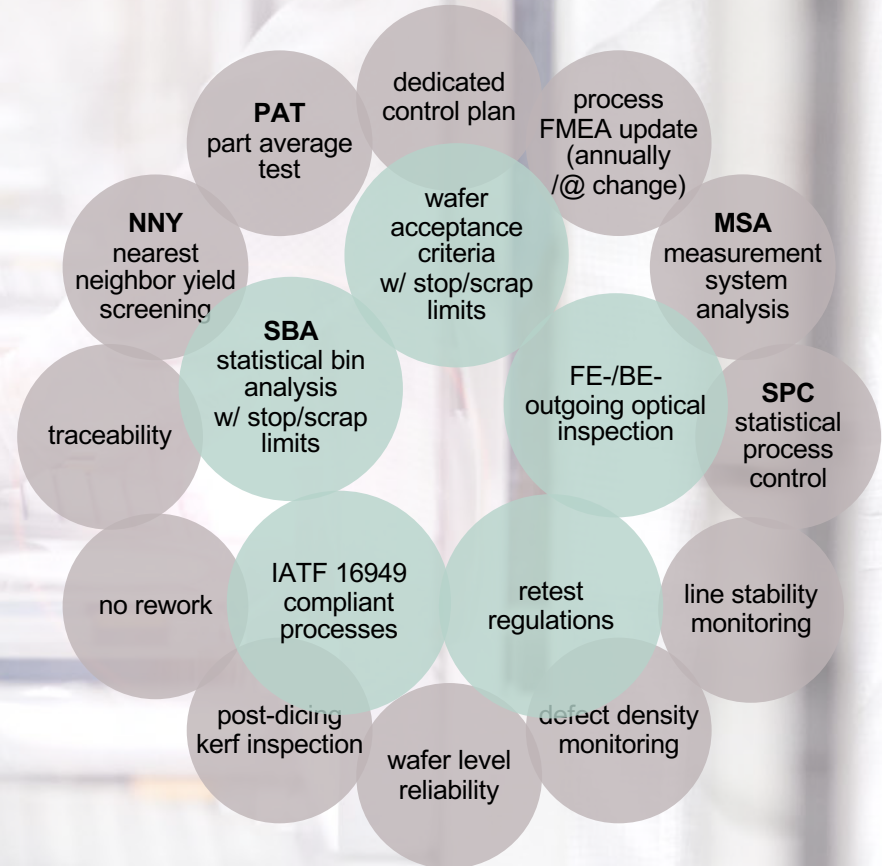 dedicated
control plan
process
FMEA update
(annually
/@ change)
MSA
measurement
system
analysis
SPC
statistical
process
control
line stability
monitoring
defect density
monitoring
wafer level
reliability
post-dicing
kerf inspection
no rework
traceability
NNY
nearest
neighbor yield
screening
PAT
part average
test
wafer
acceptance
criteria
w/ stop/scrap
limits
FE-/BE-
outgoing optical
inspection
retest
regulations
IATF 16949
compliant
processes
SBA
statistical bin
analysis
w/ stop/scrap
limits